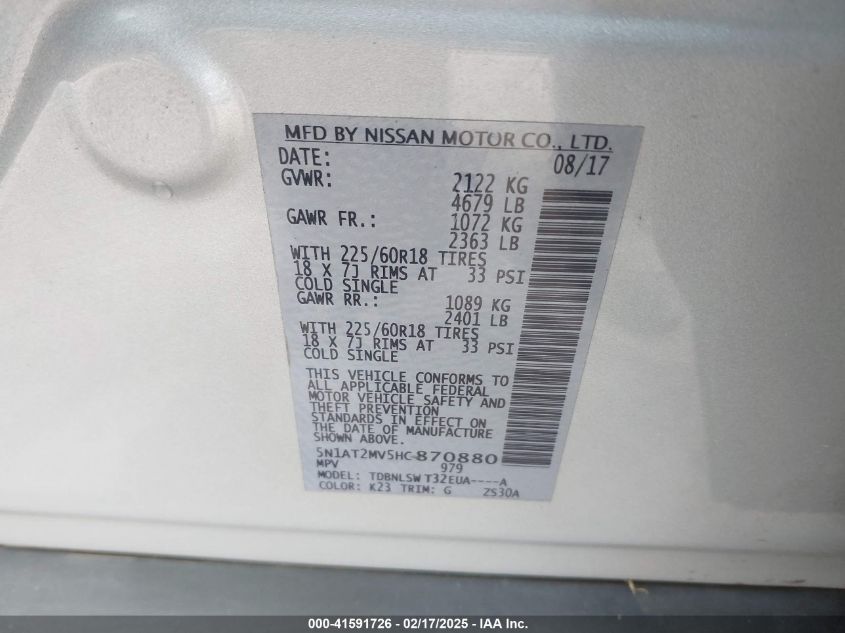 MFD BY NISSAN MOTOR CO., LTD.
DATE: 08/17
GVWR: 2122 KG
4679 LB
GAWR FR.: 1072 KG
2363 LB
WITH 225/60R18 TIRES
18 X 7J RIMS AT 33 PSI
COLD SINGLE
GAWR RR.: 1089 KG
2401 LB
WITH 225/60R18 TIRES
18 X 7J RIMS AT 33 PSI
COLD SINGLE
THIS VEHICLE CONFORMS TO
ALL APPLICABLE FEDERAL
MOTOR VEHICLE SAFETY AND
THEFT PREVENTION
STANDARDS IN EFFECT ON
THE DATE OF MANUFACTURE
SHOWN ABOVE.
5N1AT2MV5HC870880
MPV 979
MODEL: TDBNLSW T32EUA----A
COLOR: K23 TRIM: G ZS30A
000-41591726 - 02/17/2025 - IAA Inc.